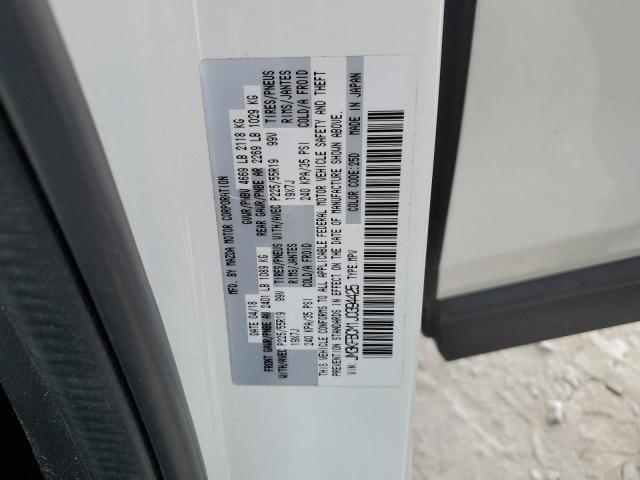 MFD. BY MAZDA MOTOR CORPORATION
DATE 04/18 GVWR/PNBV 4669 LB 2118 KG
FRONT GAWR/PNBE AV 2401 LB 1089 KG REAR GAWR/PNBE AR 2269 LB 1029 KG
WITH/AVEC P225/55R19 99V TIRES/PNEUS WITH/AVEC P225/55R19 99V TIRES/PNEUS
19X7J RIMS/JANTES 19X7J RIMS/JANTES
240 KPA/35 PSI COLD/A FROID 240 KPA/35 PSI COLD/A FROID
THIS VEHICLE CONFORMS TO ALL APPLICABLE FEDERAL MOTOR VEHICLE SAFETY AND THEFT
PREVENTION STANDARDS IN EFFECT ON THE DATE OF MANUFACTURE SHOWN ABOVE.
V.I.N. TYPE:MPV COLOR CODE:25D MADE IN JAPAN